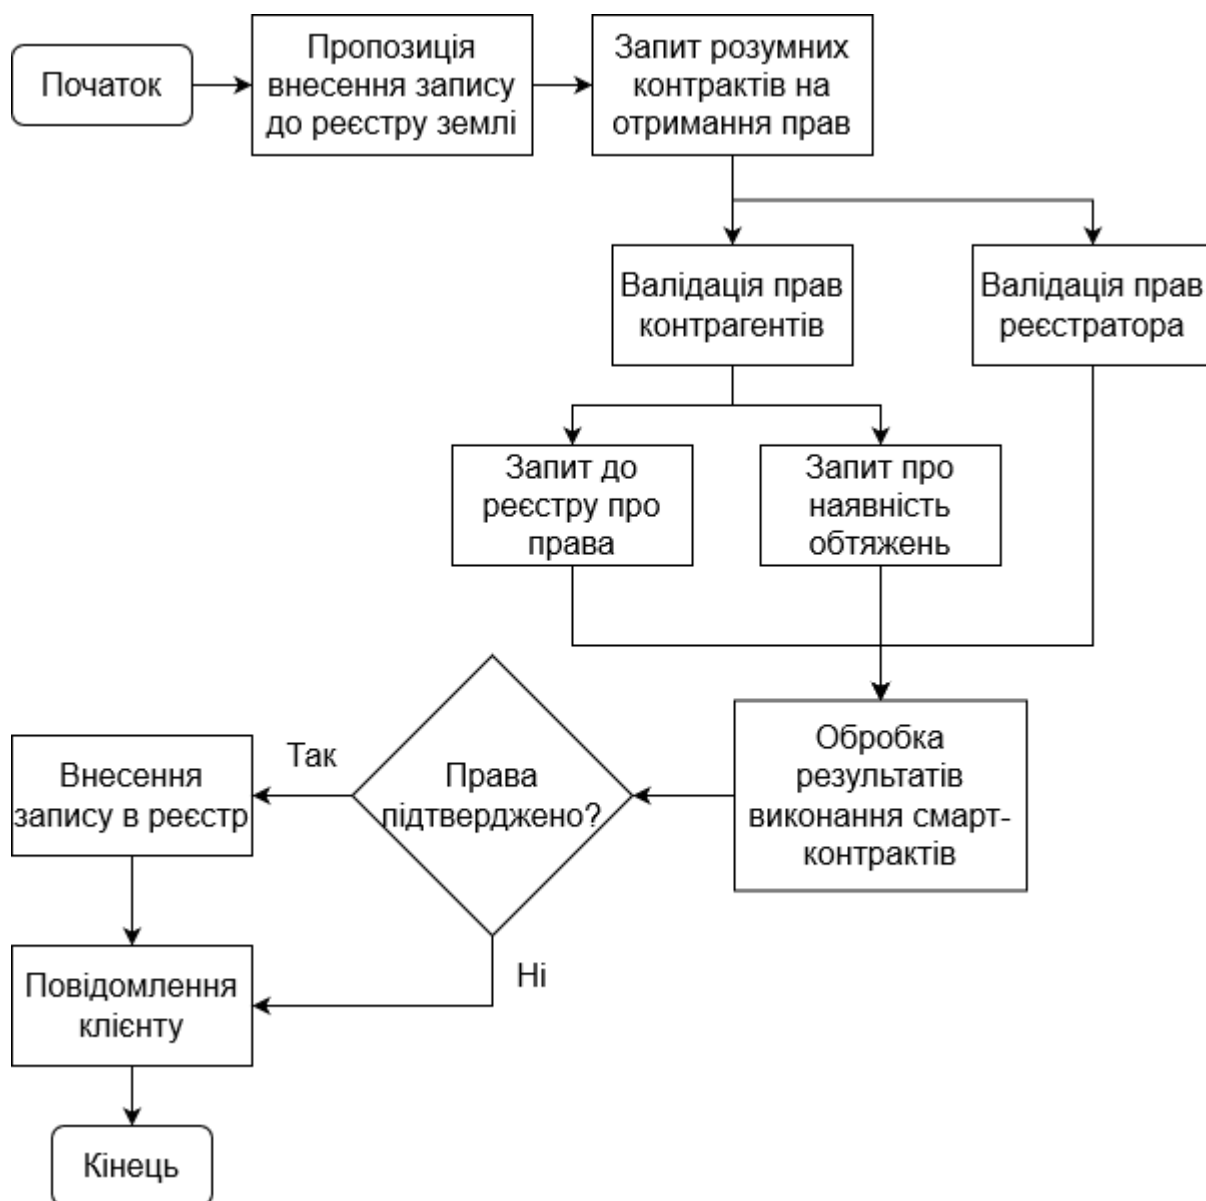 Початок
Пропозиція
внесення запису
до реєстру землі
Запит розумних
контрактів на
отримання прав
Валідація прав
контрагентів
Валідація прав
реєстратора
Запит до
реєстру про
права
Запит про
наявність
обтяжень
Обробка
результатів
виконання смарт-
контрактів
Права
підтверджено?
Так
Внесення
запису в реєстр
Ні
Повідомлення
клієнту
Кінець